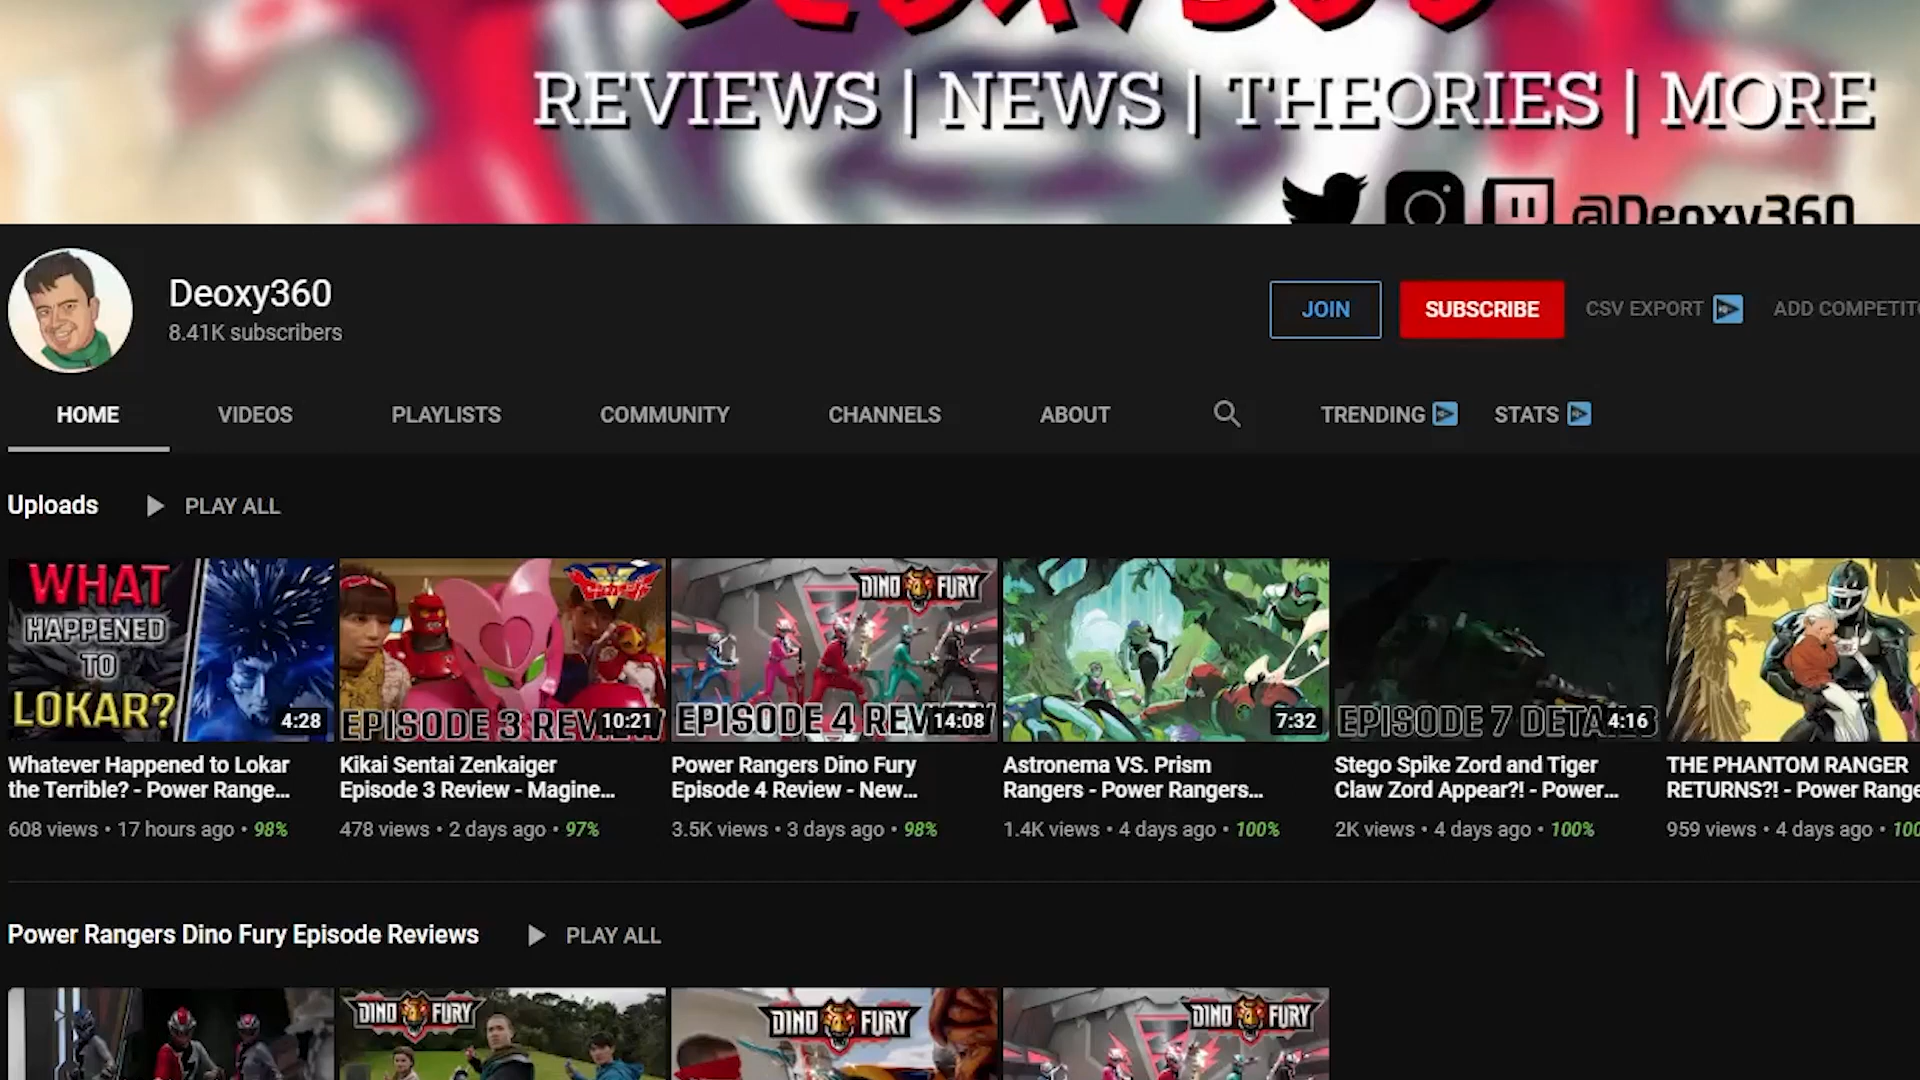 REVIEWS | NEWS | THEORIES | MORE
@Deoxy360
Deoxy360
8.41K subscribers
JOIN
SUBSCRIBE
CSV EXPORT
ADD COMPETITO
HOME
VIDEOS
PLAYLISTS
COMMUNITY
CHANNELS
ABOUT
TRENDING
STATS
Uploads
PLAY ALL
WHAT
HAPPENED
TO
LOKAR?
4:28
EPISODE 3 REVIEW
10:21
DINO FURY
EPISODE 4 REVIEW
14:08
7:32
EPISODE 7 DETAILS
4:16
Whatever Happened to Lokar
the Terrible? - Power Range...
608 views • 17 hours ago • 98%
Kikai Sentai Zenkaiger
Episode 3 Review - Magine...
478 views • 2 days ago • 97%
Power Rangers Dino Fury
Episode 4 Review - New...
3.5K views • 3 days ago • 98%
Astronema VS. Prism
Rangers - Power Rangers...
1.4K views • 4 days ago • 100%
Stego Spike Zord and Tiger
Claw Zord Appear?! - Power...
2K views • 4 days ago • 100%
THE PHANTOM RANGER
RETURNS?! - Power Range
959 views • 4 days ago • 100
Power Rangers Dino Fury Episode Reviews
PLAY ALL
DINO FURY
DINO FURY
DINO FURY